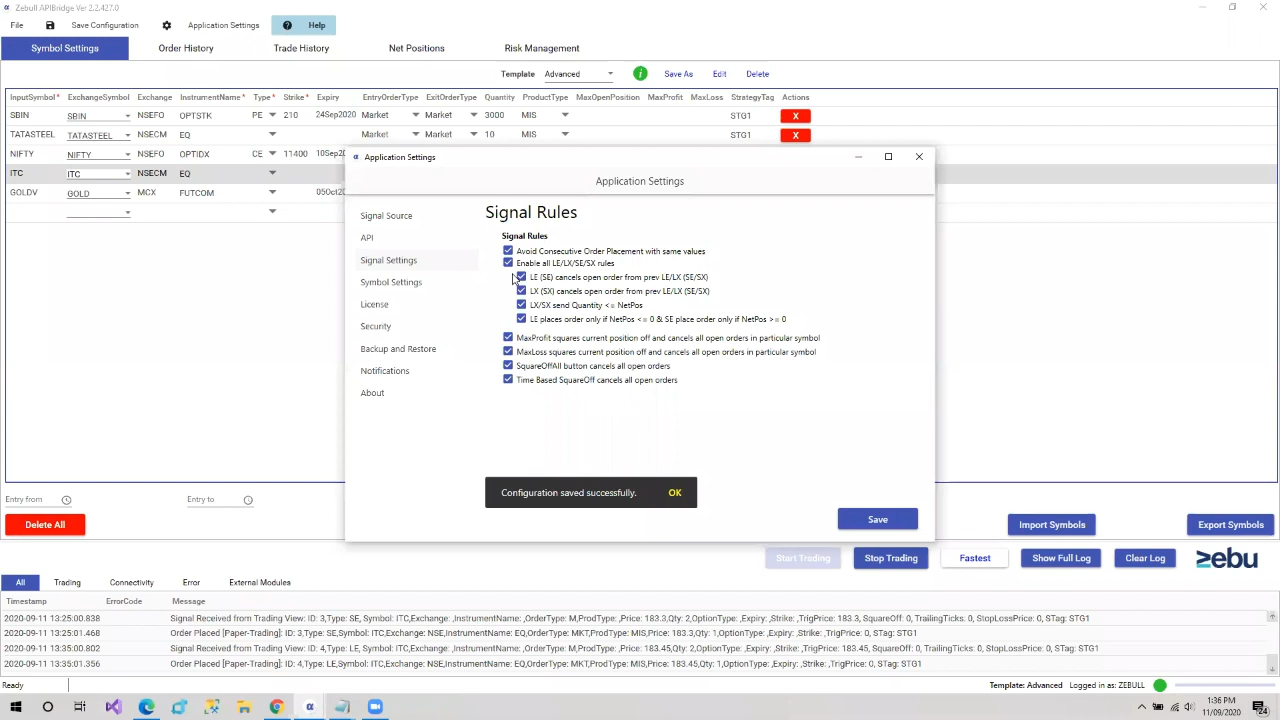 Zebull APIBridge Ver 2.2.427.0
File Save Configuration Application Settings Help
Symbol Settings Order History Trade History Net Positions Risk Management
Template Advanced Save As Edit Delete
InputSymbol* ExchangeSymbol Exchange InstrumentName* Type* Strike* Expiry EntryOrderType ExitOrderType Quantity ProductType MaxOpenPosition MaxProfit MaxLoss StrategyTag Actions
SBIN SBIN NSEFO OPTSTK PE 210 24Sep2020 Market Market 3000 MIS STG1 X
TATASTEEL TATASTEEL NSECM EQ Market Market 10 MIS STG1 X
NIFTY NIFTY NSEFO OPTIDX CE 11400 10Sep2
ITC ITC NSECM EQ
GOLDV GOLD MCX FUTCOM 05Oct20
Application Settings
Application Settings
Signal Source
API
Signal Settings
Symbol Settings
License
Security
Backup and Restore
Notifications
About
Signal Rules
Signal Rules
Avoid Consecutive Order Placement with same values
Enable all LE/LX/SE/SX rules
LE (SE) cancels open order from prev LE/LX (SE/SX)
LX (SX) cancels open order from prev LE/LX (SE/SX)
LX/SX send Quantity <= NetPos
LE places order only if NetPos <= 0 & SE place order only if NetPos >= 0
MaxProfit squares current position off and cancels all open orders in particular symbol
MaxLoss squares current position off and cancels all open orders in particular symbol
SquareOffAll button cancels all open orders
Time Based SquareOff cancels all open orders
Configuration saved successfully. OK
Save
Entry from Entry to
Delete All Import Symbols Export Symbols
Start Trading Stop Trading Fastest Show Full Log Clear Log zebu
All Trading Connectivity Error External Modules
Timestamp ErrorCode Message
2020-09-11 13:25:00.838 Signal Received from Trading View: ID: 3,Type: SE, Symbol: ITC,Exchange: ,InstrumentName: ,OrderType: M,ProdType: ,Price: 183.3,Qty: 2,OptionType: ,Expiry: ,Strike: ,TrigPrice: 183.3, SquareOff: 0, TrailingTicks: 0, StopLossPrice: 0, STag: STG1
2020-09-11 13:25:01.468 Order Placed [Paper-Trading]: ID: 3,Type: SE,Symbol: ITC,Exchange: NSE,InstrumentName: EQ,OrderType: MKT,ProdType: MIS,Price: 183.3,Qty: 1,OptionType: ,Expiry: ,Strike: ,TrigPrice: 0, STag: STG1
2020-09-11 13:35:00.802 Signal Received from Trading View: ID: 4,Type: LE, Symbol: ITC,Exchange: ,InstrumentName: ,OrderType: M,ProdType: ,Price: 183.45,Qty: 2,OptionType: ,Expiry: ,Strike: ,TrigPrice: 183.45, SquareOff: 0, TrailingTicks: 0, StopLossPrice: 0, STag: STG1
2020-09-11 13:35:01.356 Order Placed [Paper-Trading]: ID: 4,Type: LE,Symbol: ITC,Exchange: NSE,InstrumentName: EQ,OrderType: MKT,ProdType: MIS,Price: 183.45,Qty: 1,OptionType: ,Expiry: ,Strike: ,TrigPrice: 0, STag: STG1
Ready Template: Advanced Logged in as: ZEBULL
1:36 PM
11/09/2020
24